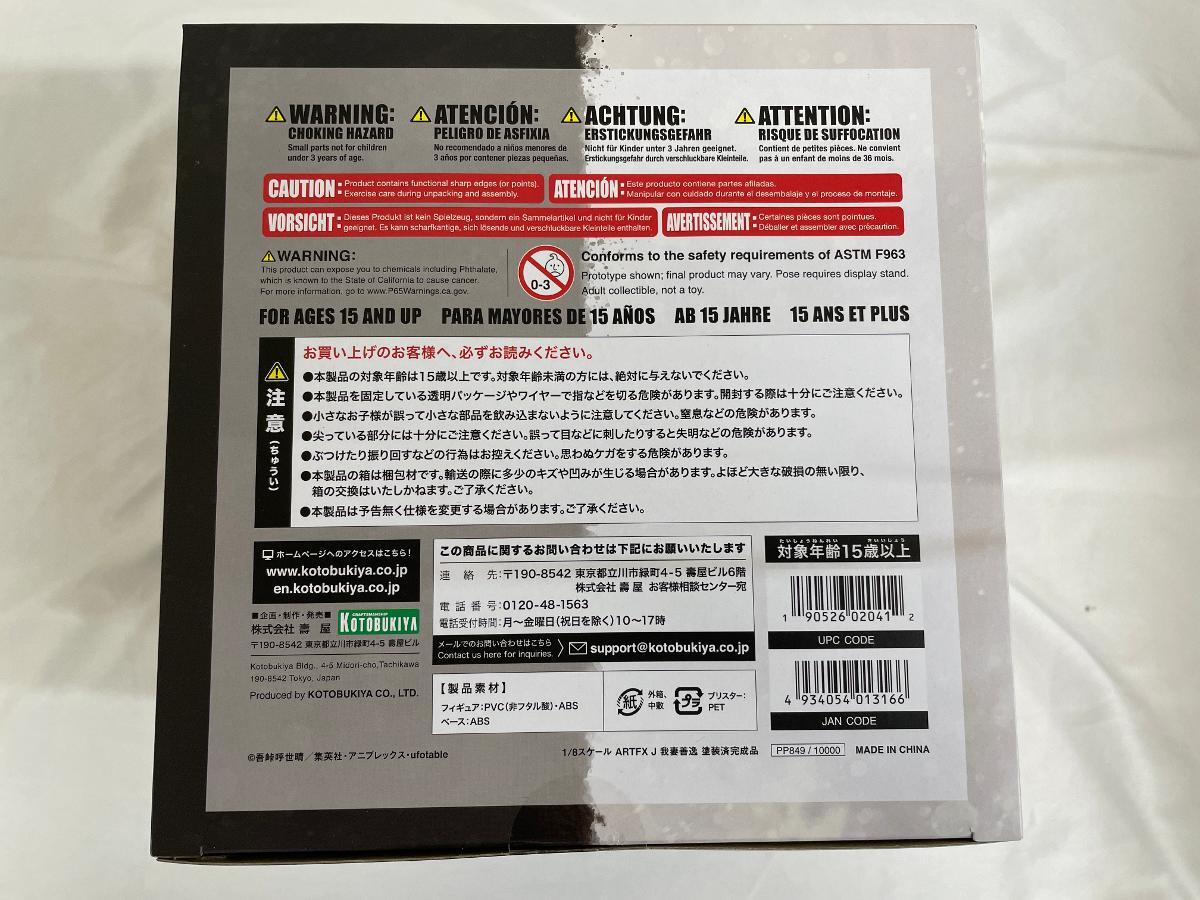 WARNING:
CHOKING HAZARD
Small parts not for children
under 3 years of age.
ATENCIÓN:
PELIGRO DE ASFIXIA
No recomendado a niños menores de
3 años por contener piezas pequeñas.
ACHTUNG:
ERSTICKUNGSGEFAHR
Nicht für Kinder unter 3 Jahren geeignet.
Erstickungsgefahr durch verschluckbare Kleinteile.
ATTENTION:
RISQUE DE SUFFOCATION
Contient de petites pièces. Ne convient
pas à un enfant de moins de 36 mois.
CAUTION Product contains functional sharp edges (or points).
Exercise care during unpacking and assembly.
ATENCIÓN Este producto contiene partes afiladas.
Manipular con cuidado durante el desembalaje y el proceso de montaje.
VORSICHT Dieses Produkt ist kein Spielzeug, sondern ein Sammelartikel und nicht für Kinder
geeignet. Es kann scharfkantige, sich lösende und verschluckbare Kleinteile enthalten.
AVERTISSEMENT Certaines pièces sont pointues.
Déballer et assembler avec précaution.
WARNING:
This product can expose you to chemicals including Phthalate,
which is known to the State of California to cause cancer.
For more information, go to www.P65Warnings.ca.gov.
0-3
Conforms to the safety requirements of ASTM F963
Prototype shown; final product may vary. Pose requires display stand.
Adult collectible, not a toy.
FOR AGES 15 AND UP PARA MAYORES DE 15 AÑOS AB 15 JAHRE 15 ANS ET PLUS
注意(ちゅうい)
お買い上げのお客様へ、必ずお読みください。
●本製品の対象年齢は15歳以上です。対象年齢未満の方には、絶対に与えないでください。
●本製品を固定している透明パッケージやワイヤーで指などを切る危険があります。開封する際は十分にご注意ください。
●小さなお子様が誤って小さな部品を飲み込まないように注意してください。窒息などの危険があります。
●尖っている部分には十分にご注意ください。誤って目などに刺したりすると失明などの危険があります。
●ぶつけたり振り回すなどの行為はお控えください。思わぬケガをする危険があります。
●本製品の箱は梱包材です。輸送の際に多少のキズや凹みが生じる場合があります。よほど大きな破損の無い限り、
箱の交換はいたしかねます。ご了承ください。
●本製品は予告無く仕様を変更する場合があります。ご了承ください。
ホームページへのアクセスはこちら!
www.kotobukiya.co.jp
en.kotobukiya.co.jp
■企画・制作・発売■
株式会社 壽 屋
CRAFTSMANSHIP
KOTOBUKIYA
〒190-8542 東京都立川市緑町4-5 壽屋ビル
Kotobukiya Bldg., 4-5 Midori-cho,Tachikawa
190-8542 Tokyo, Japan
Produced by KOTOBUKIYA CO., LTD.
この商品に関するお問い合わせは下記にお願いいたします
連 絡 先:〒190-8542 東京都立川市緑町4-5 壽屋ビル6階
株式会社 壽 屋 お客様相談センター宛
電 話 番 号:0120-48-1563
電話受付時間:月~金曜日(祝日を除く)10~17時
メールでのお問い合わせはこちら
Contact us here for inquiries.
support@kotobukiya.co.jp
【製品素材】
フィギュア:PVC(非フタル酸)・ABS
ベース:ABS
紙
外箱、
中敷
プラ
ブリスター:
PET
たいしょうねんれい さいいじょう
対象年齢15歳以上
1 90526 02041 2
UPC CODE
4 934054 013166
JAN CODE
©吾峠呼世晴/集英社・アニプレックス・ufotable
1/8スケール ARTFX J 我妻善逸 塗装済完成品
PP849 / 10000
MADE IN CHINA